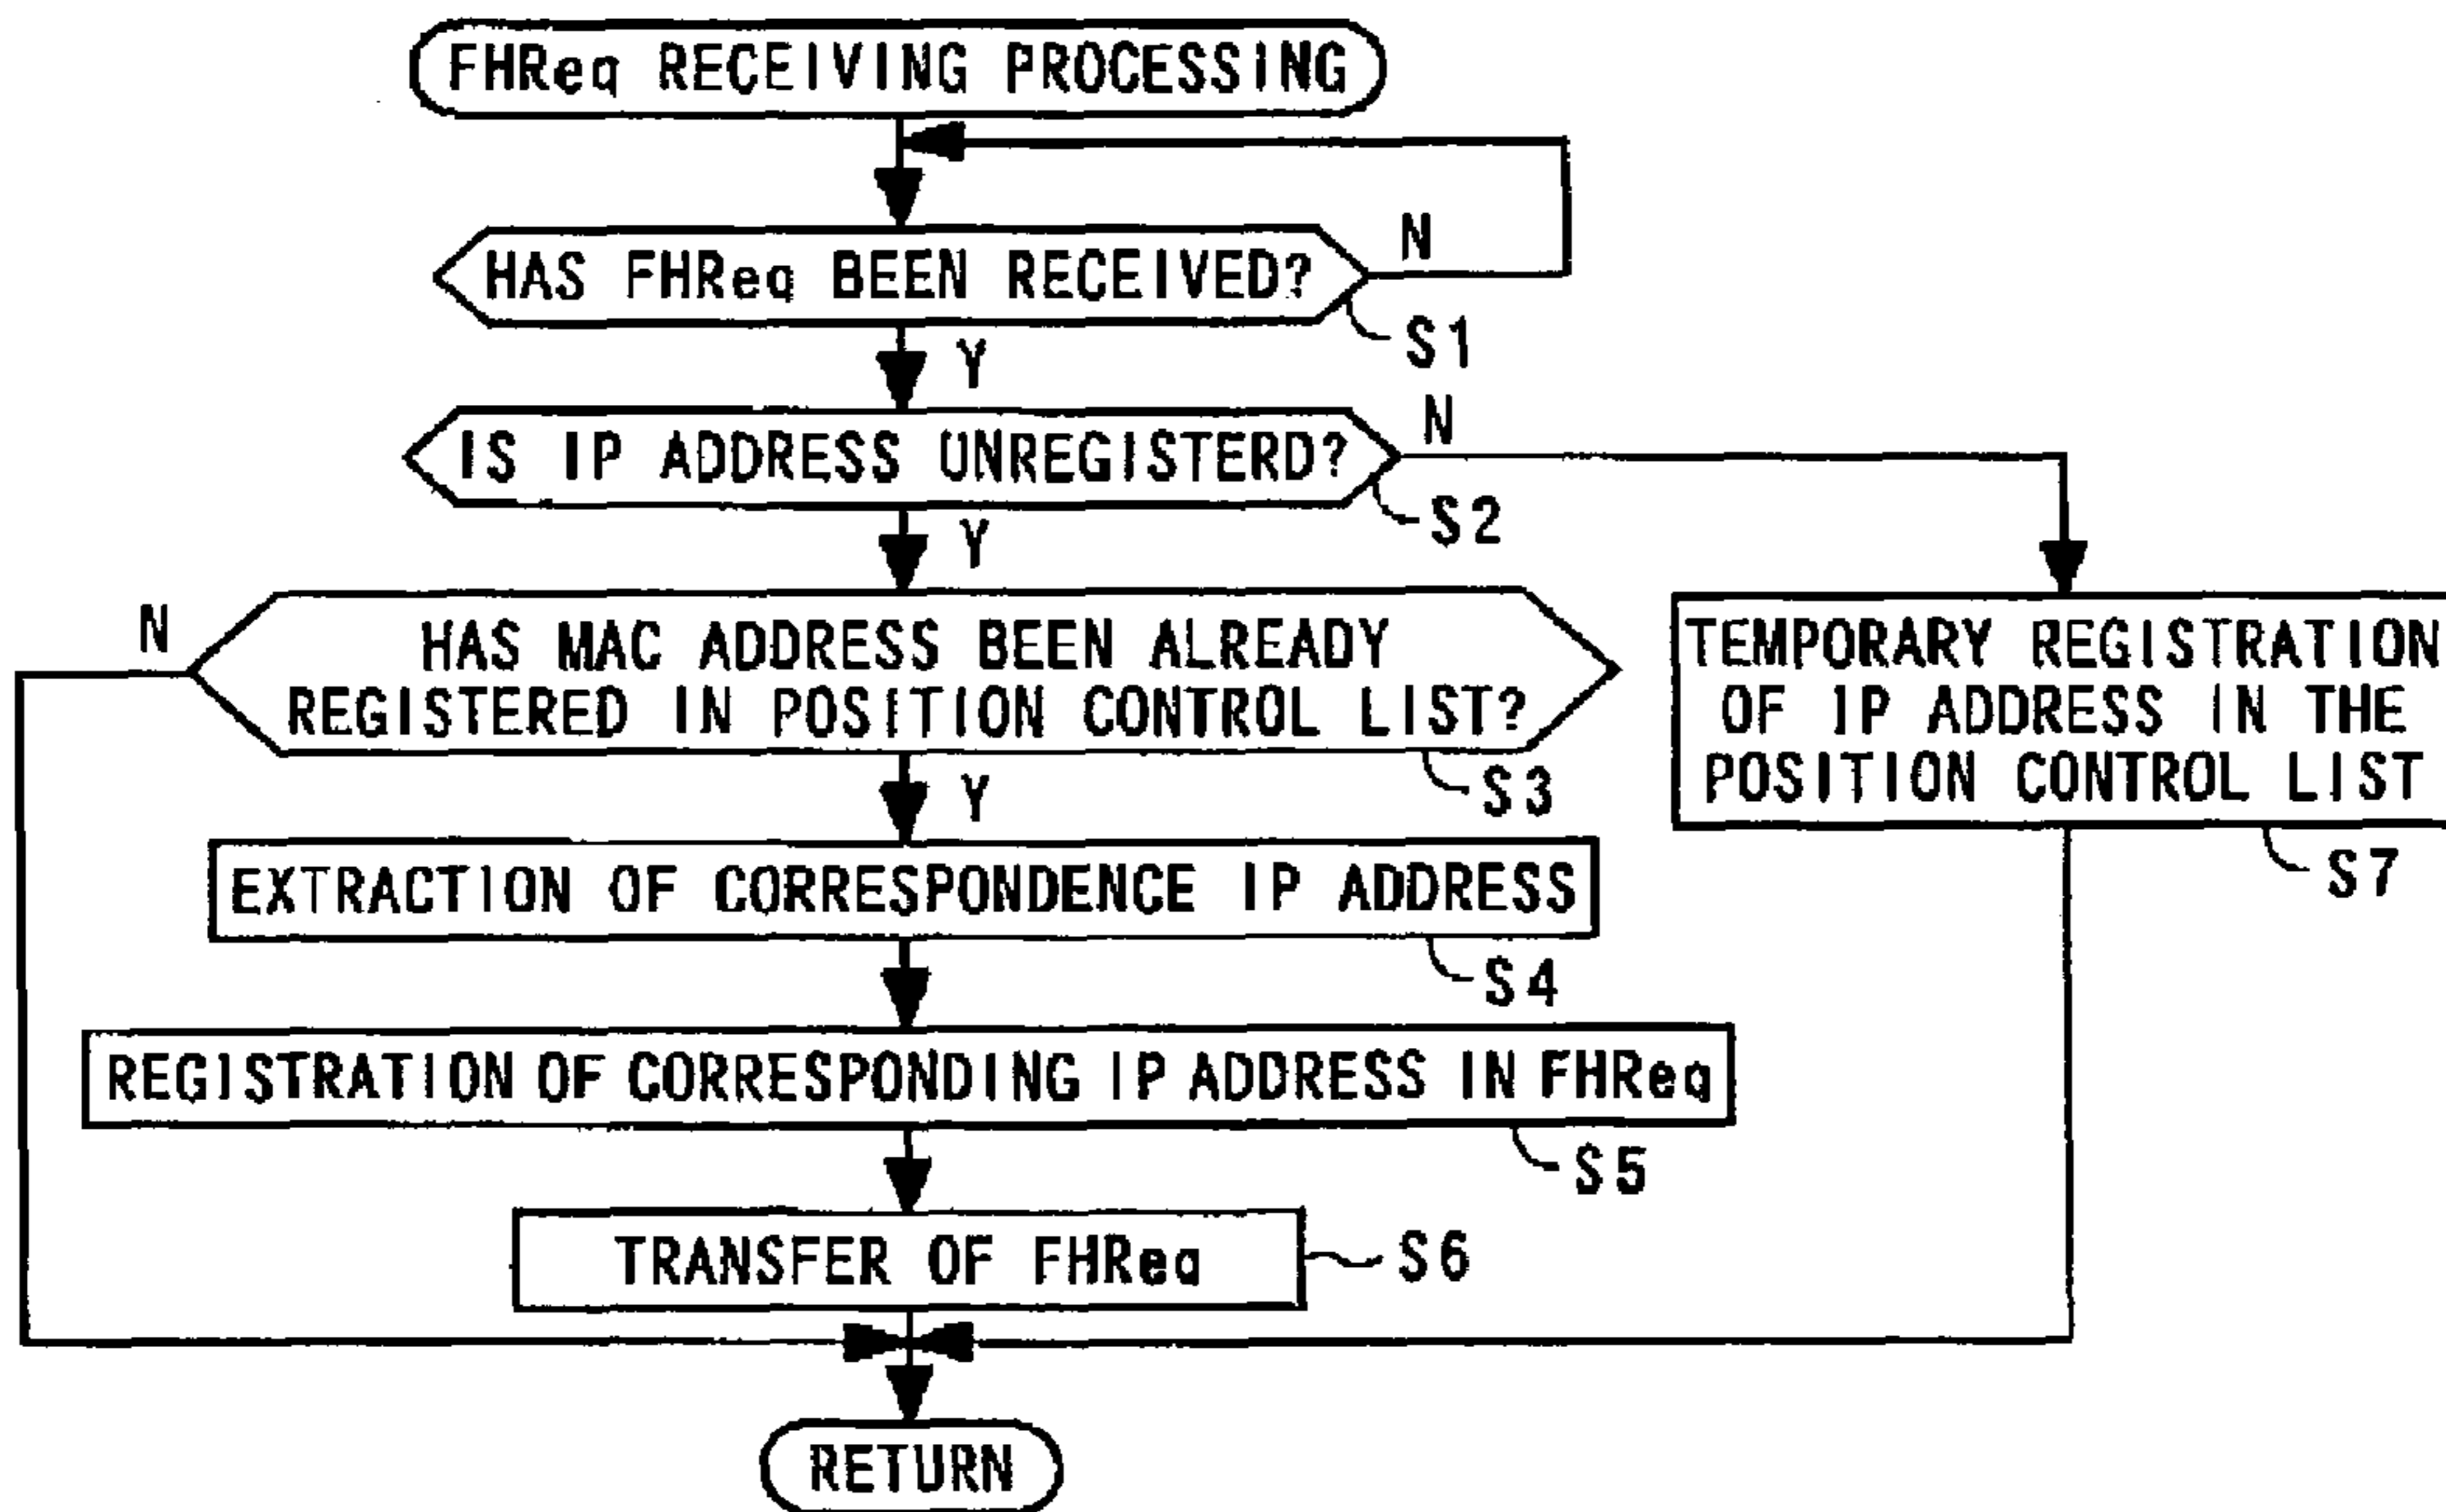 FHReq RECEIVING PROCESSING
HAS FHReq BEEN RECEIVED?
N
S1
Y
IS IP ADDRESS UNREGISTERD?
N
S2
Y
N
HAS MAC ADDRESS BEEN ALREADY
REGISTERED IN POSITION CONTROL LIST?
S3
Y
TEMPORARY REGISTRATION
OF IP ADDRESS IN THE
POSITION CONTROL LIST
S7
EXTRACTION OF CORRESPONDENCE IP ADDRESS
S4
REGISTRATION OF CORRESPONDING IP ADDRESS IN FHReq
S5
TRANSFER OF FHReq
S6
RETURN